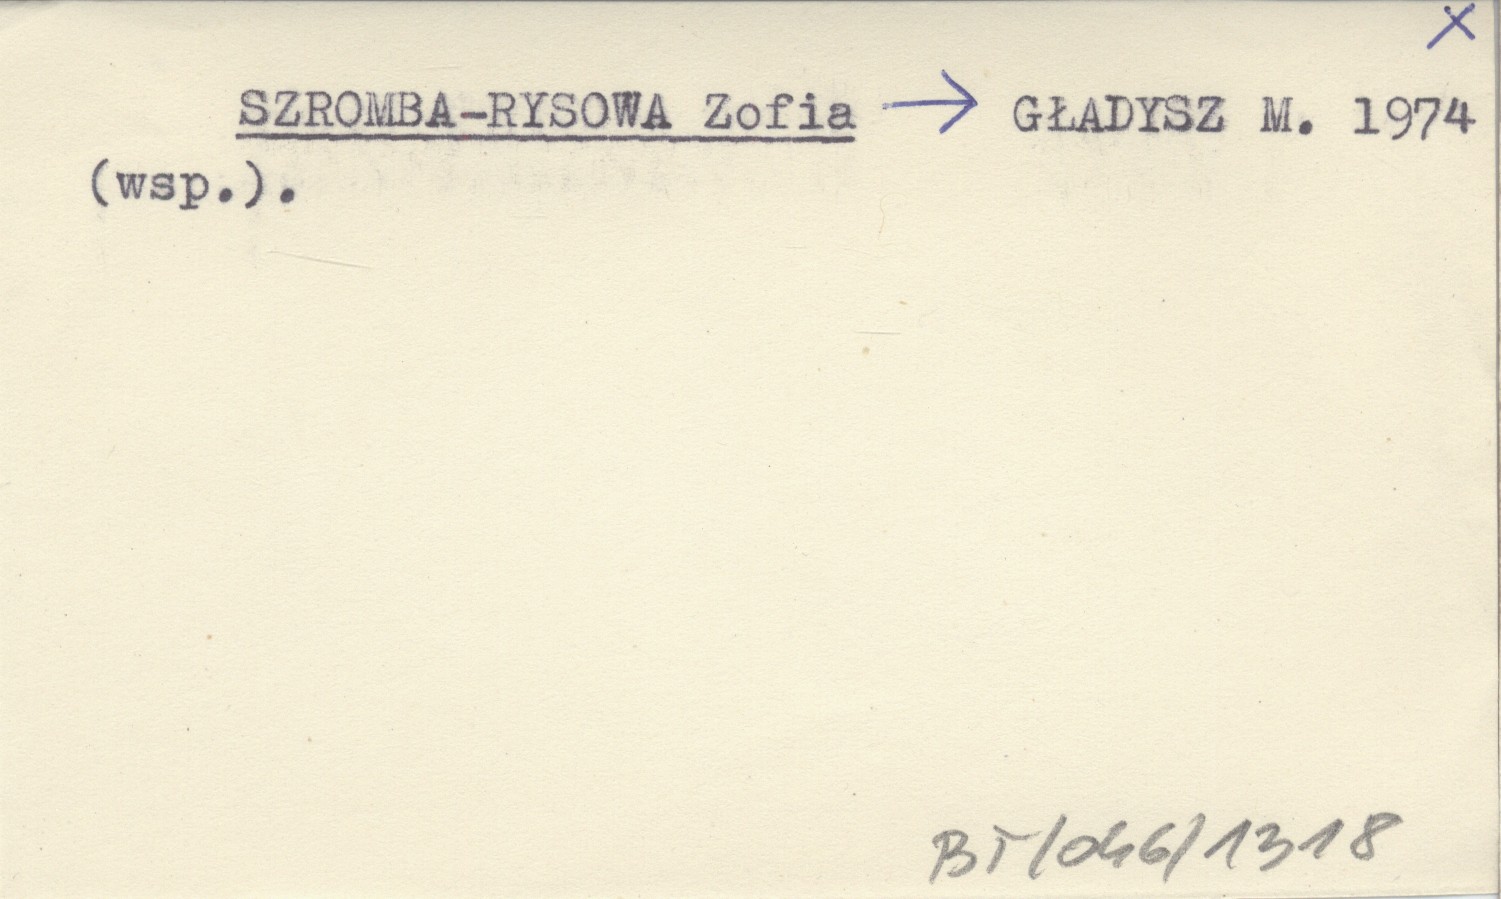 x
SZROMBA-RYSOWA Zofia → GŁADYSZ M. 1974
(wsp.).
BT/046/1318